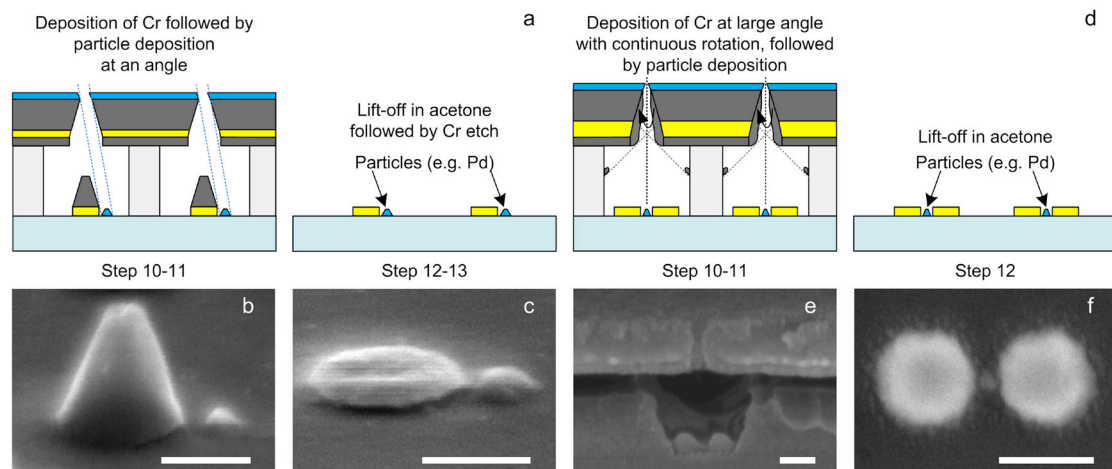 a
Deposition of Cr followed by
particle deposition
at an angle
Lift-off in acetone
followed by Cr etch
Particles (e.g. Pd)
Step 10-11
Step 12-13
b
c
d
Deposition of Cr at large angle
with continuous rotation, followed
by particle deposition
Lift-off in acetone
Particles (e.g. Pd)
Step 10-11
Step 12
e
f